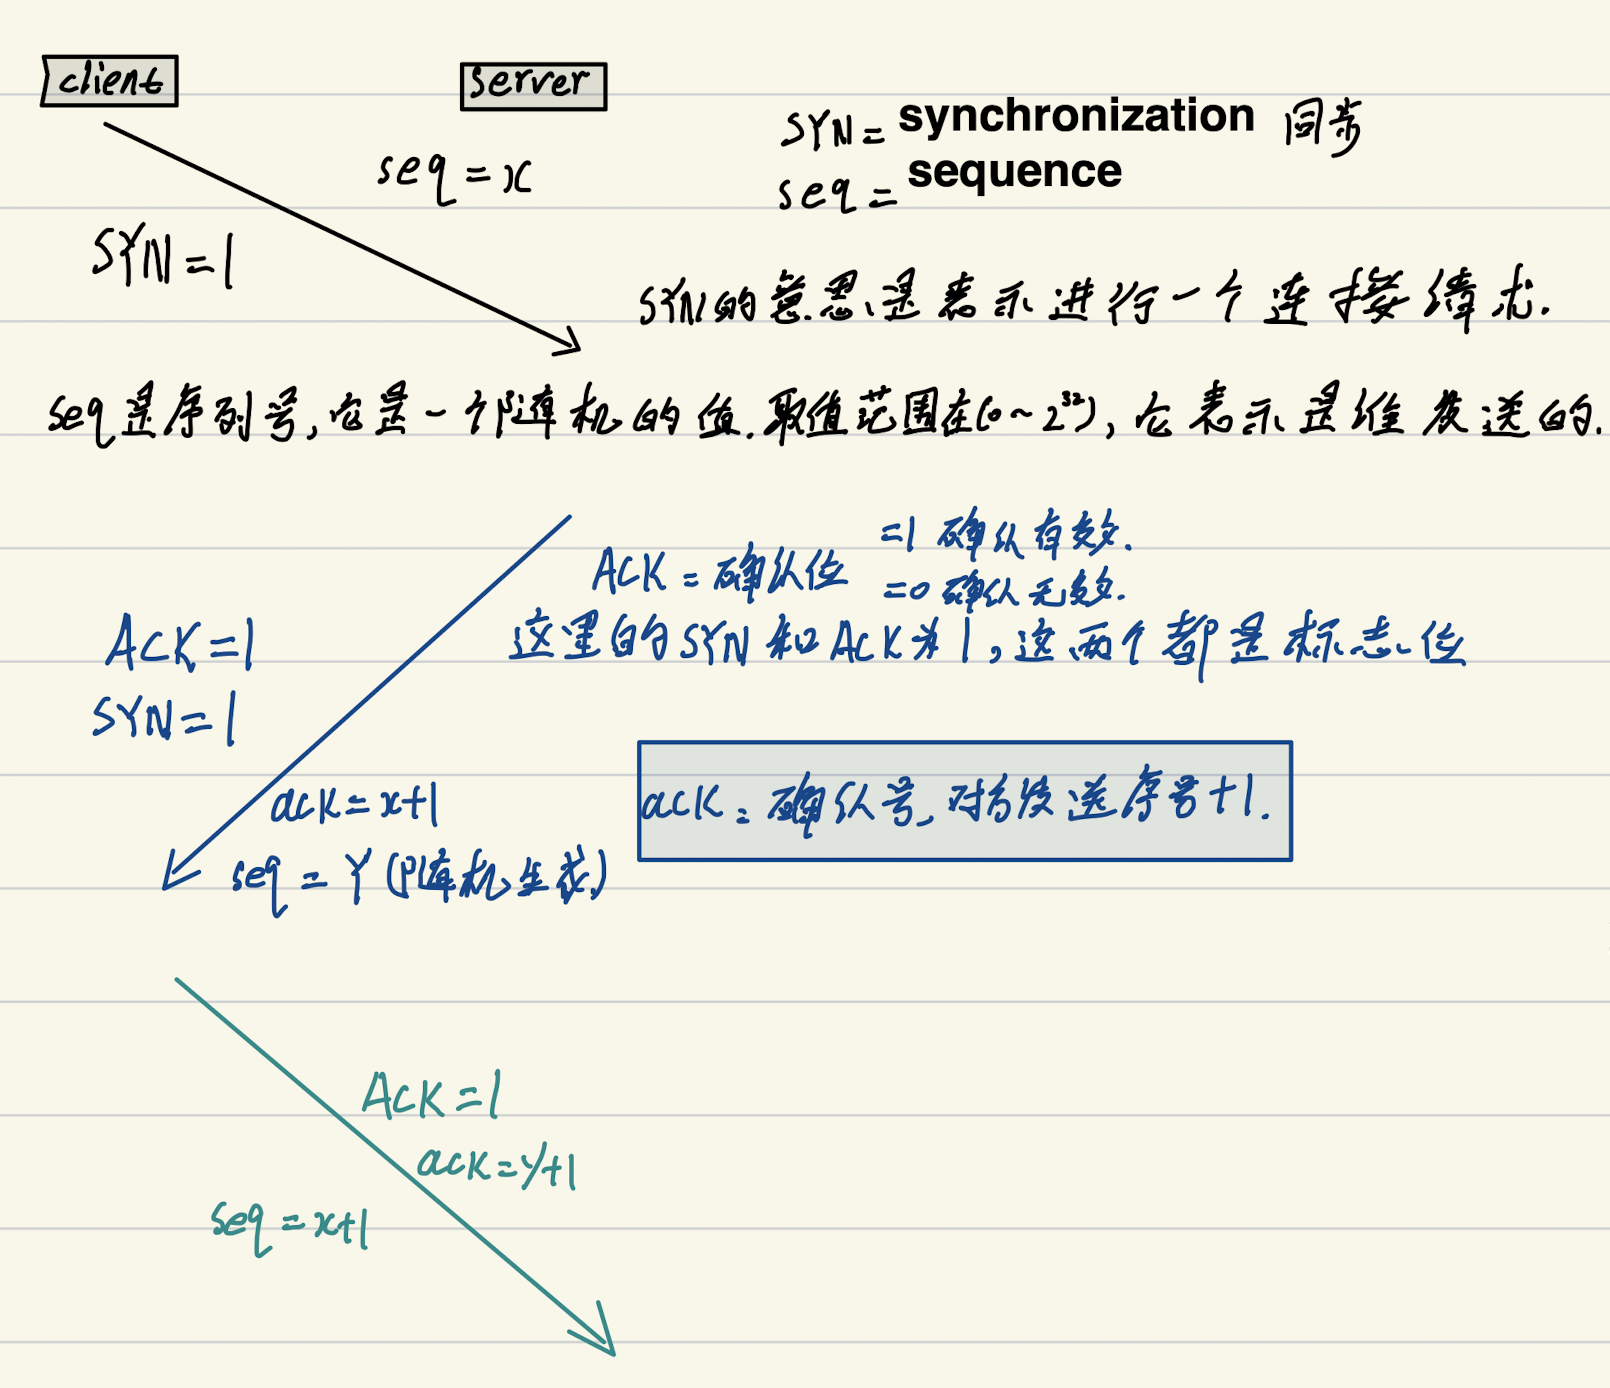 client
server
SYN = synchronization 同步
seq = x
seq = sequence
SYN = 1
SYN的意思是表示进行一个连接请求.
seq是序列号,它是一个随机的值.取值范围在(0~2³²),它表示是谁发送的.
=1 确认有效.
ACK = 确认位
=0 确认无效.
ACK = 1
这里的SYN和ACK为1,这两个都是标志位
SYN = 1
ack = x+1
ack = 确认号,对方发送序号+1.
seq = Y (随机生成)
ACK = 1
ack = y+1
seq = x+1